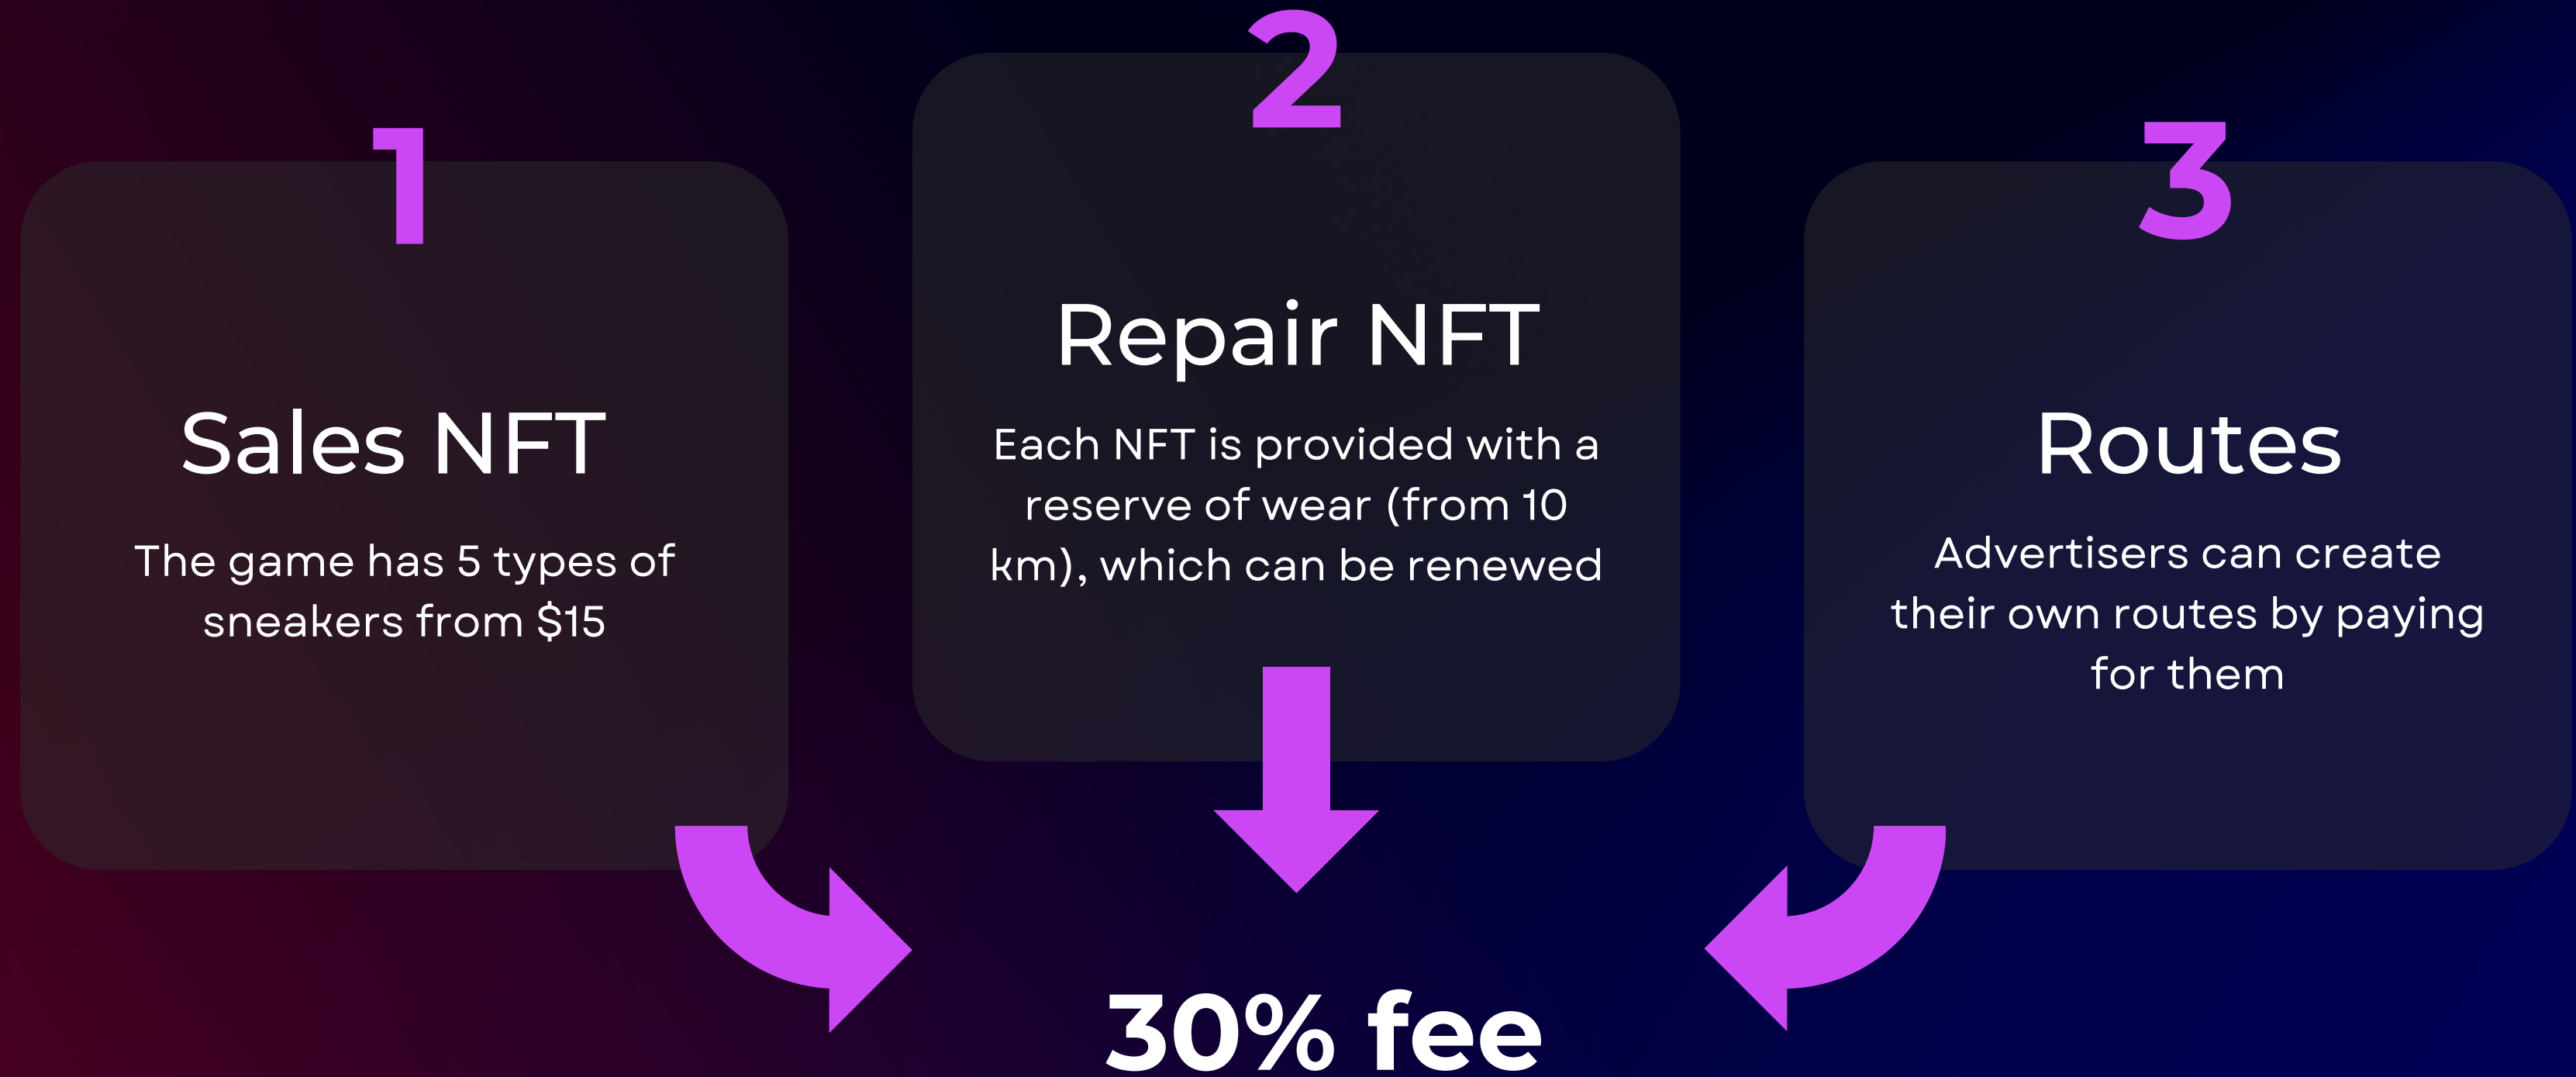 1
Sales NFT
The game has 5 types of
sneakers from $15
2
Repair NFT
Each NFT is provided with a
reserve of wear (from 10
km), which can be renewed
3
Routes
Advertisers can create
their own routes by paying
for them
30% fee